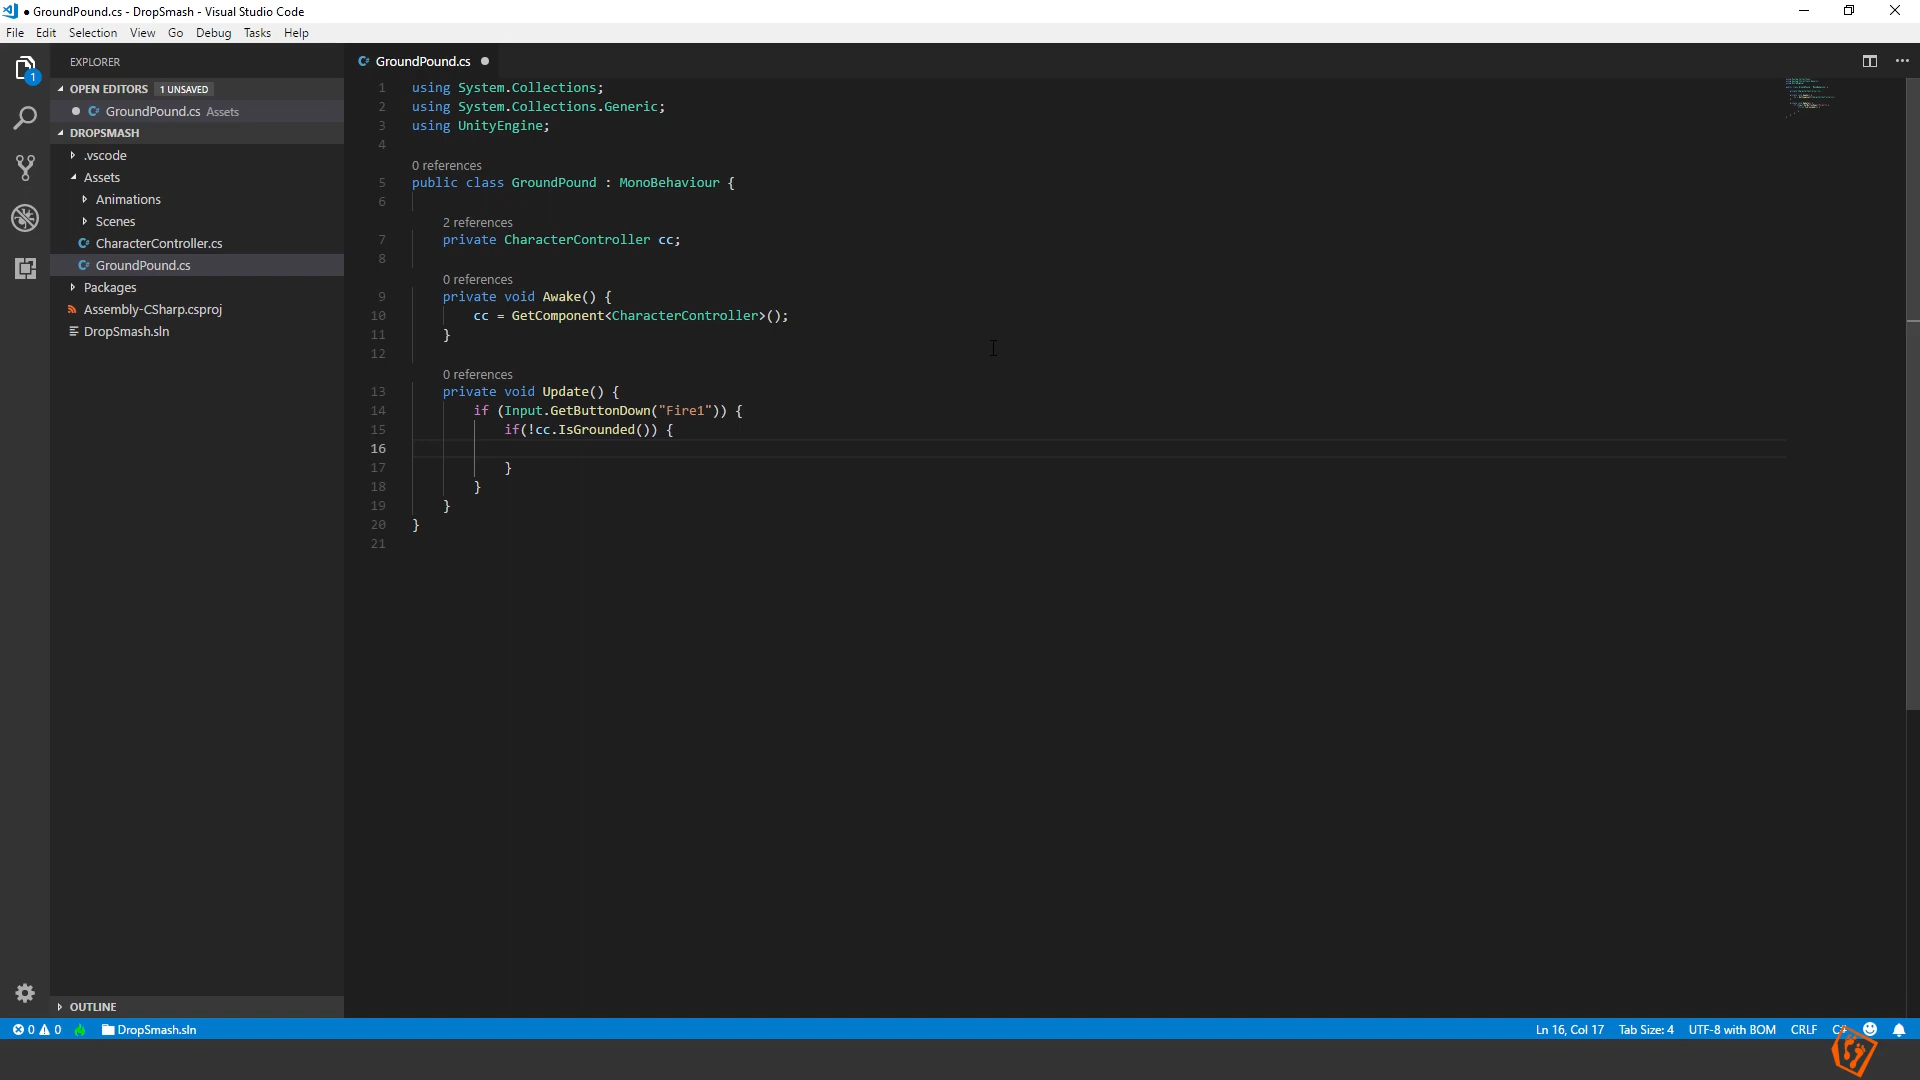 GroundPound.cs - DropSmash - Visual Studio Code
File Edit Selection View Go Debug Tasks Help
1
EXPLORER
OPEN EDITORS 1 UNSAVED
GroundPound.cs Assets
DROPSMASH
.vscode
Assets
Animations
Scenes
CharacterController.cs
GroundPound.cs
Packages
Assembly-CSharp.csproj
DropSmash.sln
OUTLINE
GroundPound.cs
1 using System.Collections;
2 using System.Collections.Generic;
3 using UnityEngine;
4
0 references
5 public class GroundPound : MonoBehaviour {
6
2 references
7 private CharacterController cc;
8
0 references
9 private void Awake() {
10 cc = GetComponent<CharacterController>();
11 }
12
0 references
13 private void Update() {
14 if (Input.GetButtonDown("Fire1")) {
15 if(!cc.IsGrounded()) {
16
17 }
18 }
19 }
20 }
21
0 0 DropSmash.sln
Ln 16, Col 17 Tab Size: 4 UTF-8 with BOM CRLF